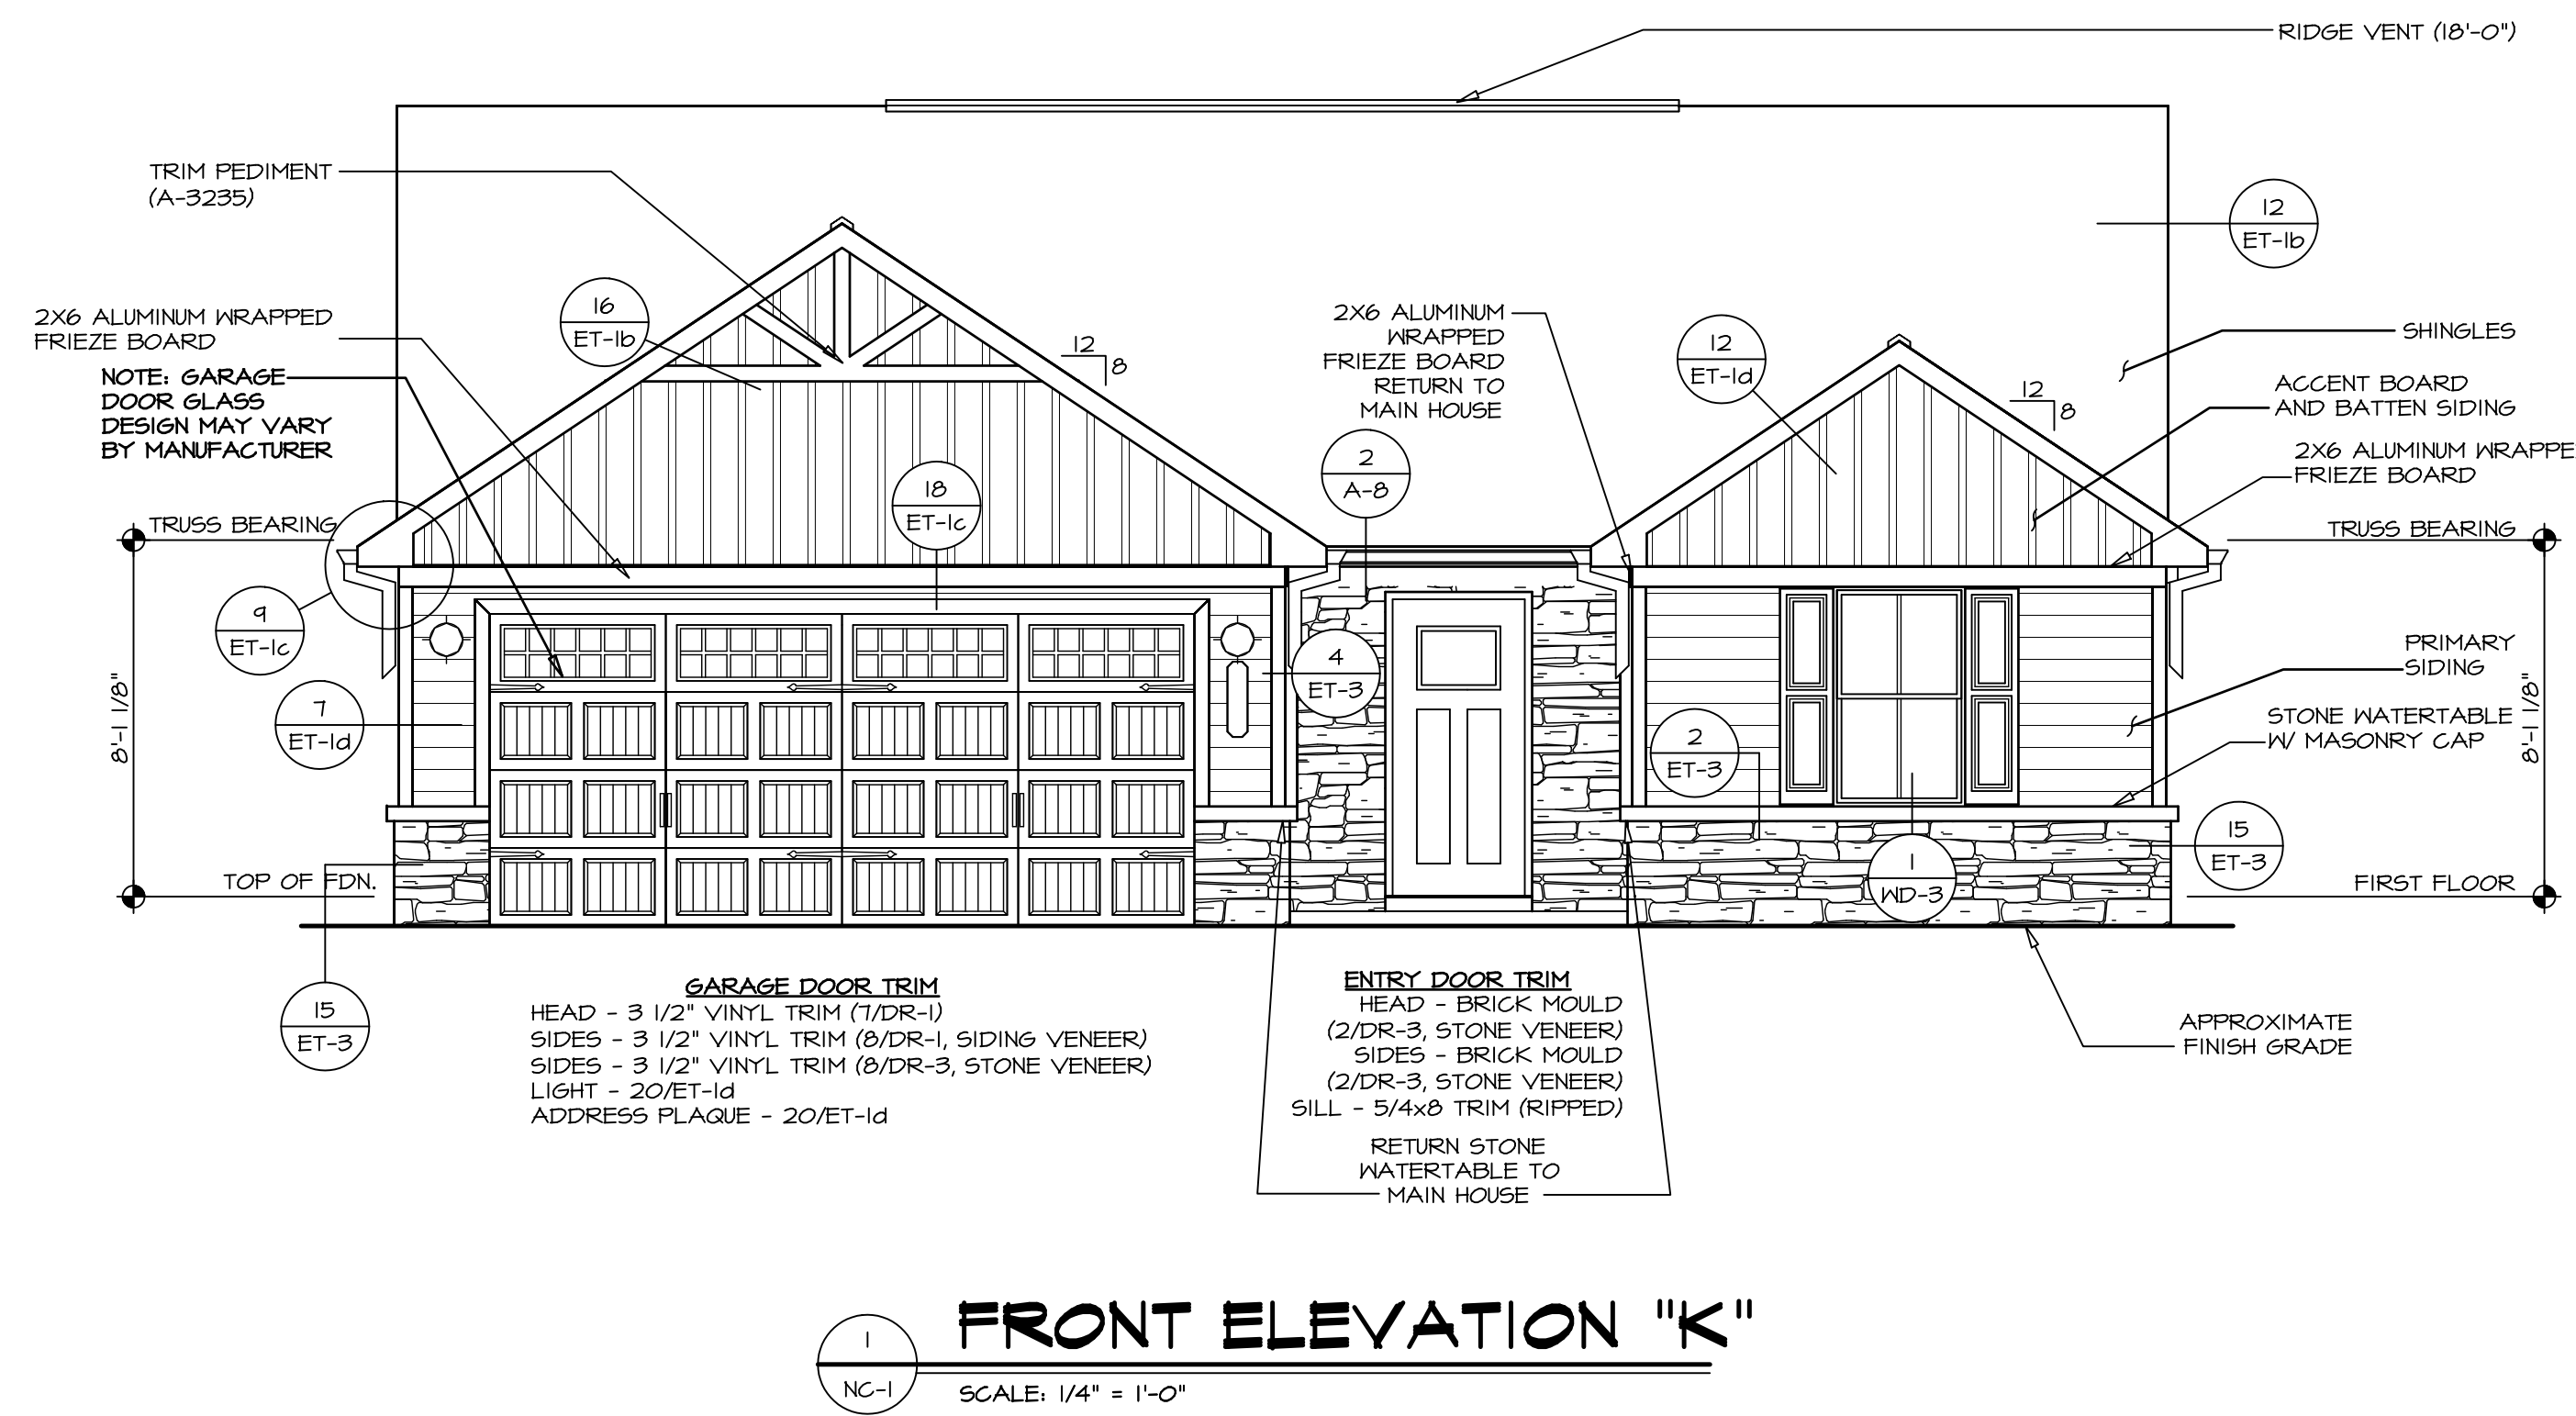 RIDGE VENT (18'-0")
TRIM PEDIMENT
(A-3235)
12
ET-1b
16
ET-1b
2X6 ALUMINUM WRAPPED
FRIEZE BOARD
NOTE: GARAGE
DOOR GLASS
DESIGN MAY VARY
BY MANUFACTURER
12
8
2X6 ALUMINUM
WRAPPED
FRIEZE BOARD
RETURN TO
MAIN HOUSE
12
ET-1d
12
8
SHINGLES
ACCENT BOARD
AND BATTEN SIDING
2X6 ALUMINUM WRAPPE
FRIEZE BOARD
2
A-8
18
ET-1c
TRUSS BEARING
TRUSS BEARING
9
ET-1c
7
ET-1d
4
ET-3
2
ET-3
PRIMARY
SIDING
STONE WATERTABLE
W/ MASONRY CAP
8'-1 1/8"
8'-1 1/8"
15
ET-3
1
WD-3
TOP OF FDN.
FIRST FLOOR
15
ET-3
GARAGE DOOR TRIM
HEAD - 3 1/2" VINYL TRIM (7/DR-1)
SIDES - 3 1/2" VINYL TRIM (8/DR-1, SIDING VENEER)
SIDES - 3 1/2" VINYL TRIM (8/DR-3, STONE VENEER)
LIGHT - 20/ET-1d
ADDRESS PLAQUE - 20/ET-1d
ENTRY DOOR TRIM
HEAD - BRICK MOULD
(2/DR-3, STONE VENEER)
SIDES - BRICK MOULD
(2/DR-3, STONE VENEER)
SILL - 5/4x8 TRIM (RIPPED)
RETURN STONE
WATERTABLE TO
MAIN HOUSE
APPROXIMATE
FINISH GRADE
1
NC-1
FRONT ELEVATION "K"
SCALE: 1/4" = 1'-0"